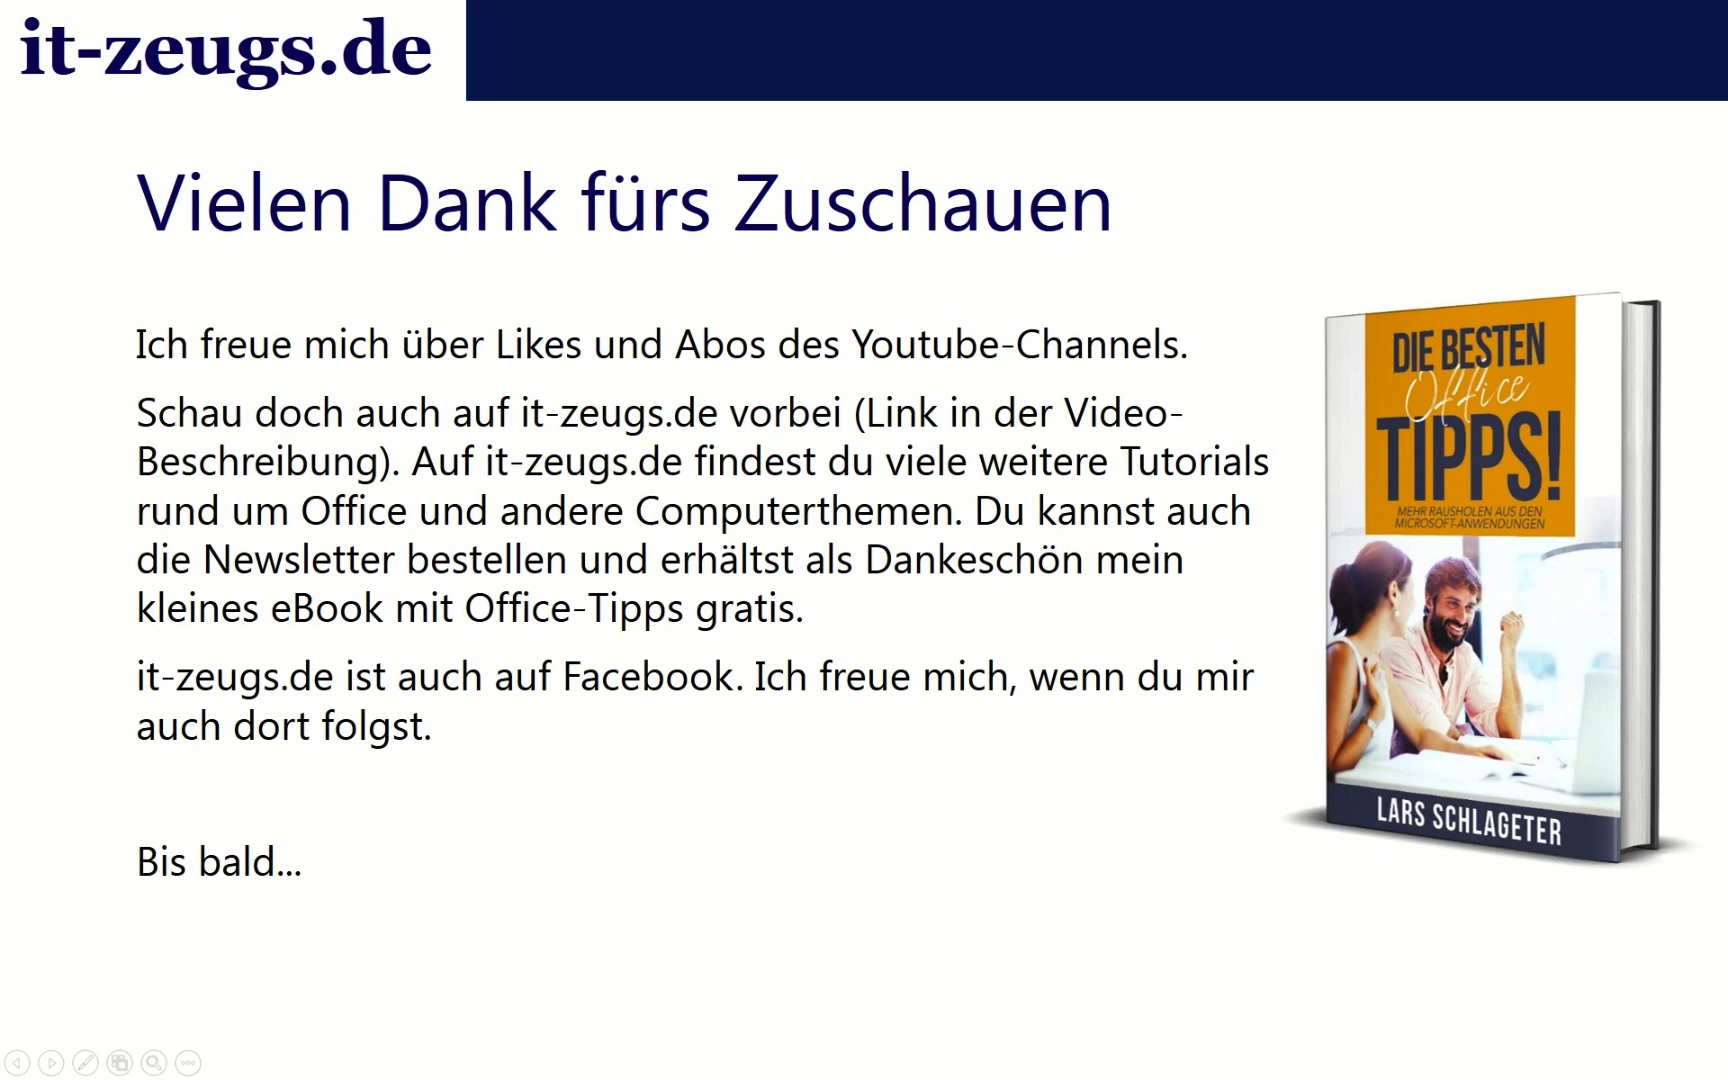 it-zeugs.de
Vielen Dank fürs Zuschauen
Ich freue mich über Likes und Abos des Youtube-Channels.
Schau doch auch auf it-zeugs.de vorbei (Link in der Video-
Beschreibung). Auf it-zeugs.de findest du viele weitere Tutorials
rund um Office und andere Computerthemen. Du kannst auch
die Newsletter bestellen und erhältst als Dankeschön mein
kleines eBook mit Office-Tipps gratis.
it-zeugs.de ist auch auf Facebook. Ich freue mich, wenn du mir
auch dort folgst.
Bis bald...
DIE BESTEN
Office
TIPPS!
MEHR RAUSHOLEN AUS DEN
MICROSOFT-ANWENDUNGEN
LARS SCHLAGETER